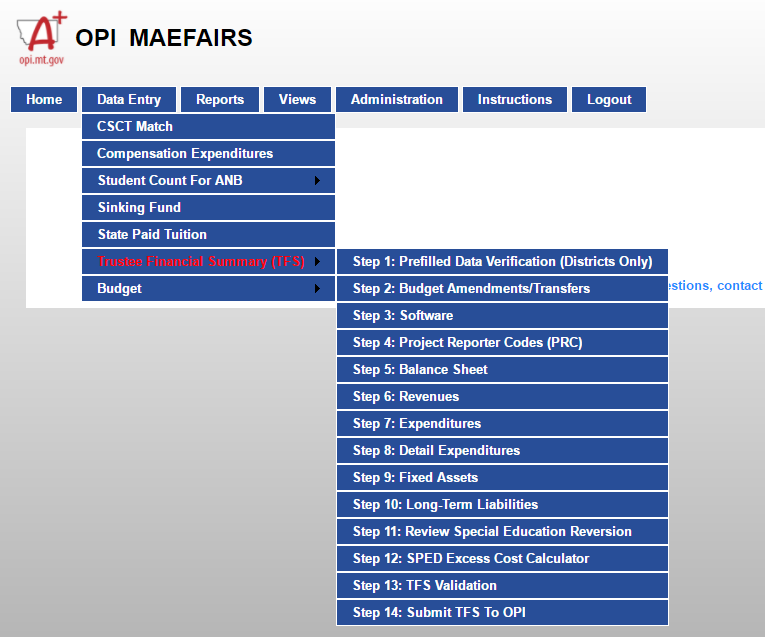 A+
opi.mt.gov
OPI MAEFAIRS
Home Data Entry Reports Views Administration Instructions Logout
CSCT Match
Compensation Expenditures
Student Count For ANB
Sinking Fund
State Paid Tuition
Trustee Financial Summary (TFS)
Budget
Step 1: Prefilled Data Verification (Districts Only)
Step 2: Budget Amendments/Transfers
Step 3: Software
Step 4: Project Reporter Codes (PRC)
Step 5: Balance Sheet
Step 6: Revenues
Step 7: Expenditures
Step 8: Detail Expenditures
Step 9: Fixed Assets
Step 10: Long-Term Liabilities
Step 11: Review Special Education Reversion
Step 12: SPED Excess Cost Calculator
Step 13: TFS Validation
Step 14: Submit TFS To OPI
estions, contact